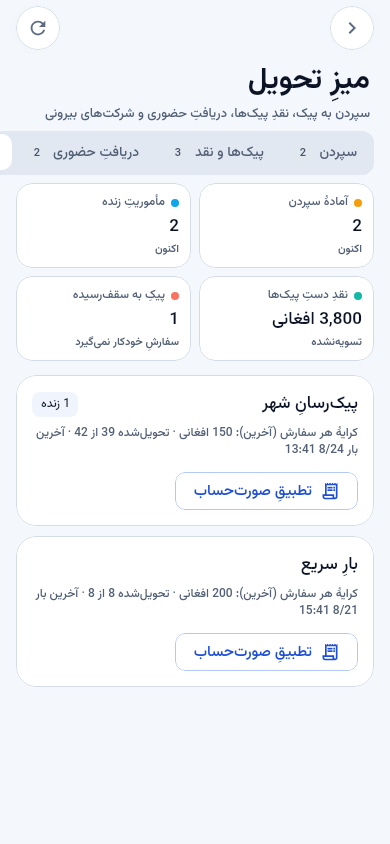 میزِ تحویل
سپردن به پیک، نقدِ پیک‌ها، دریافتِ حضوری و شرکت‌های بیرونی
سپردن 2 پیک‌ها و نقد 3 دریافتِ حضوری 2
آمادهٔ سپردن
2
اکنون
مأموریتِ زنده
2
اکنون
نقدِ دستِ پیک‌ها
3,800 افغانی
تسویه‌نشده
پیکِ به سقف‌رسیده
1
سفارشِ خودکار نمی‌گیرد
پیک‌رسانِ شهر
1 زنده
کرایهٔ هر سفارش (آخرین): 150 افغانی · تحویل‌شده 39 از 42 · آخرین
بار 8/24 13:41
تطبیقِ صورت‌حساب
بارِ سریع
کرایهٔ هر سفارش (آخرین): 200 افغانی · تحویل‌شده 8 از 8 · آخرین بار
8/21 15:41
تطبیقِ صورت‌حساب